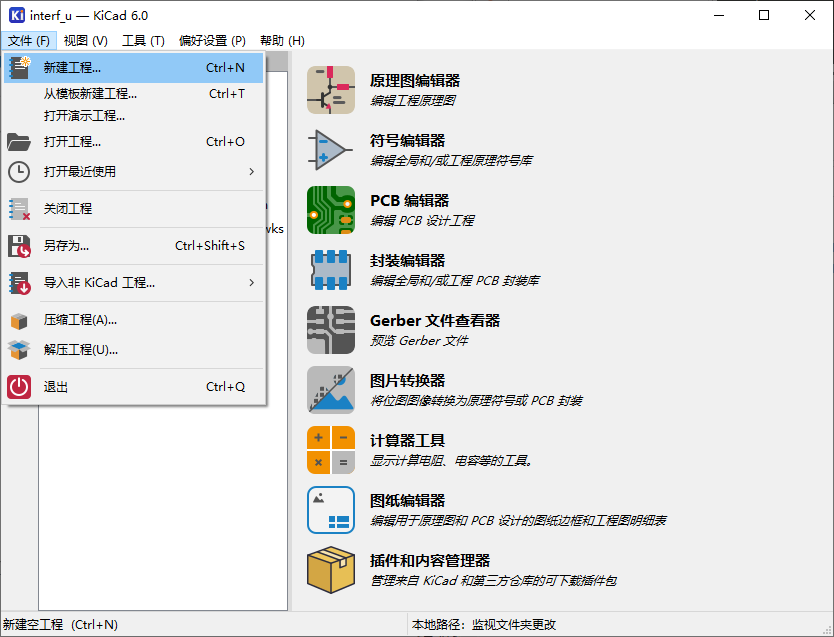 Ki interf_u — KiCad 6.0
文件 (F) 视图 (V) 工具 (T) 偏好设置 (P) 帮助 (H)
新建工程... Ctrl+N
从模板新建工程... Ctrl+T
打开演示工程...
打开工程... Ctrl+O
打开最近使用
关闭工程
另存为... Ctrl+Shift+S
导入非 KiCad 工程...
压缩工程(A)...
解压工程(U)...
退出 Ctrl+Q
wks
原理图编辑器
编辑工程原理图
符号编辑器
编辑全局和/或工程原理符号库
PCB 编辑器
编辑 PCB 设计工程
封装编辑器
编辑全局和/或工程 PCB 封装库
Gerber 文件查看器
预览 Gerber 文件
图片转换器
将位图图像转换为原理符号或 PCB 封装
计算器工具
显示计算电阻、电容等的工具。
图纸编辑器
编辑用于原理图和 PCB 设计的图纸边框和工程图明细表
插件和内容管理器
管理来自 KiCad 和第三方仓库的可下载插件包
新建空工程 (Ctrl+N)
本地路径：监视文件夹更改